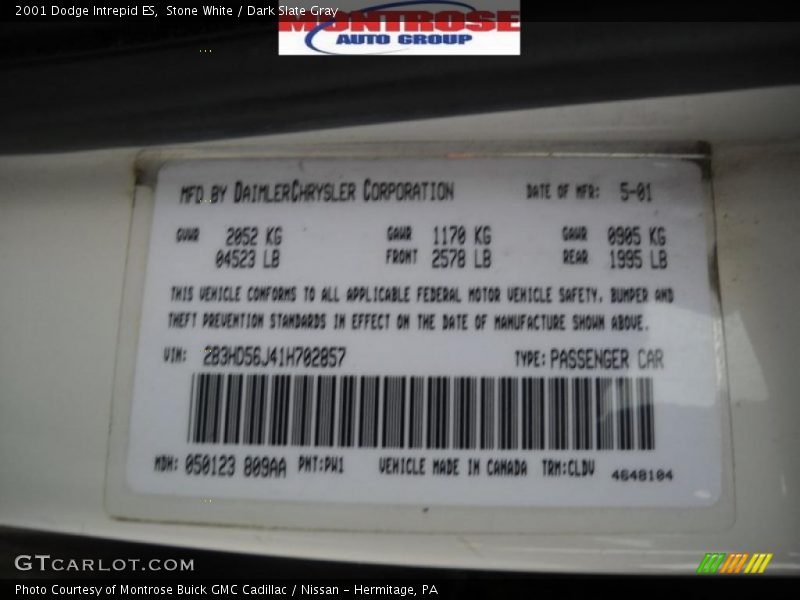 2001 Dodge Intrepid ES, Stone White / Dark Slate Gray
MONTROSE
AUTO GROUP
MFD BY DAIMLERCHRYSLER CORPORATION DATE OF MFR: 5-01
GVWR 2052 KG GAWR 1170 KG GAWR 0905 KG
04523 LB FRONT 2578 LB REAR 1995 LB
THIS VEHICLE CONFORMS TO ALL APPLICABLE FEDERAL MOTOR VEHICLE SAFETY, BUMPER AND
THEFT PREVENTION STANDARDS IN EFFECT ON THE DATE OF MANUFACTURE SHOWN ABOVE.
VIN: 2B3HD56J41H702857 TYPE: PASSENGER CAR
MDH: 050123 809AA PNT:PW1 VEHICLE MADE IN CANADA TRM:CLDV 4648104
GTCARLOT.COM
Photo Courtesy of Montrose Buick GMC Cadillac / Nissan - Hermitage, PA